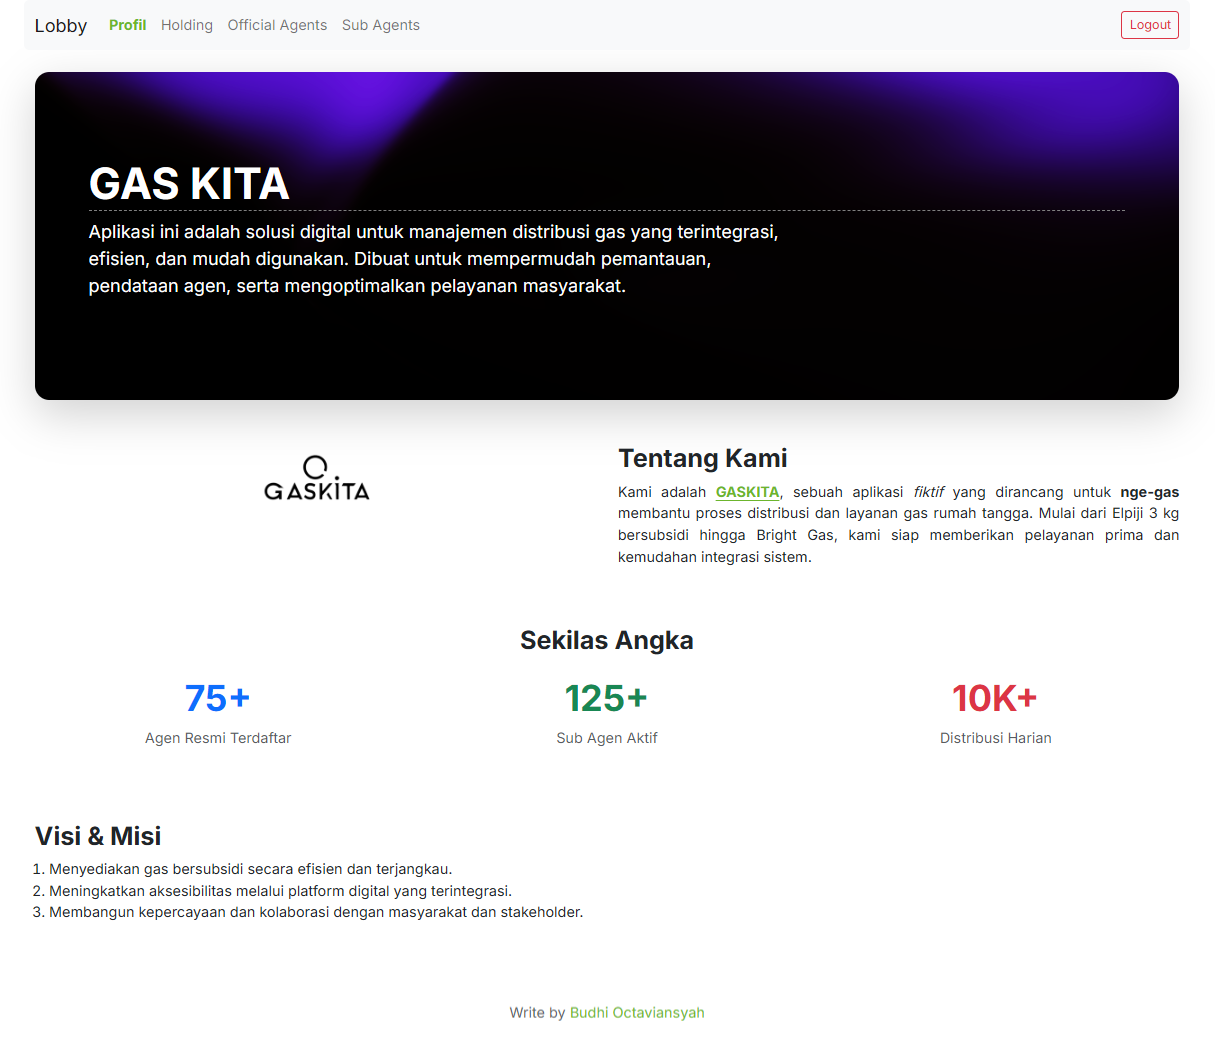 Lobby Profil Holding Official Agents Sub Agents Logout
GAS KITA
Aplikasi ini adalah solusi digital untuk manajemen distribusi gas yang terintegrasi,
efisien, dan mudah digunakan. Dibuat untuk mempermudah pemantauan,
pendataan agen, serta mengoptimalkan pelayanan masyarakat.
GASKITA
Tentang Kami
Kami adalah GASKITA, sebuah aplikasi fiktif yang dirancang untuk nge-gas
membantu proses distribusi dan layanan gas rumah tangga. Mulai dari Elpiji 3 kg
bersubsidi hingga Bright Gas, kami siap memberikan pelayanan prima dan
kemudahan integrasi sistem.
Sekilas Angka
75+
Agen Resmi Terdaftar
125+
Sub Agen Aktif
10K+
Distribusi Harian
Visi & Misi
1. Menyediakan gas bersubsidi secara efisien dan terjangkau.
2. Meningkatkan aksesibilitas melalui platform digital yang terintegrasi.
3. Membangun kepercayaan dan kolaborasi dengan masyarakat dan stakeholder.
Write by Budhi Octaviansyah